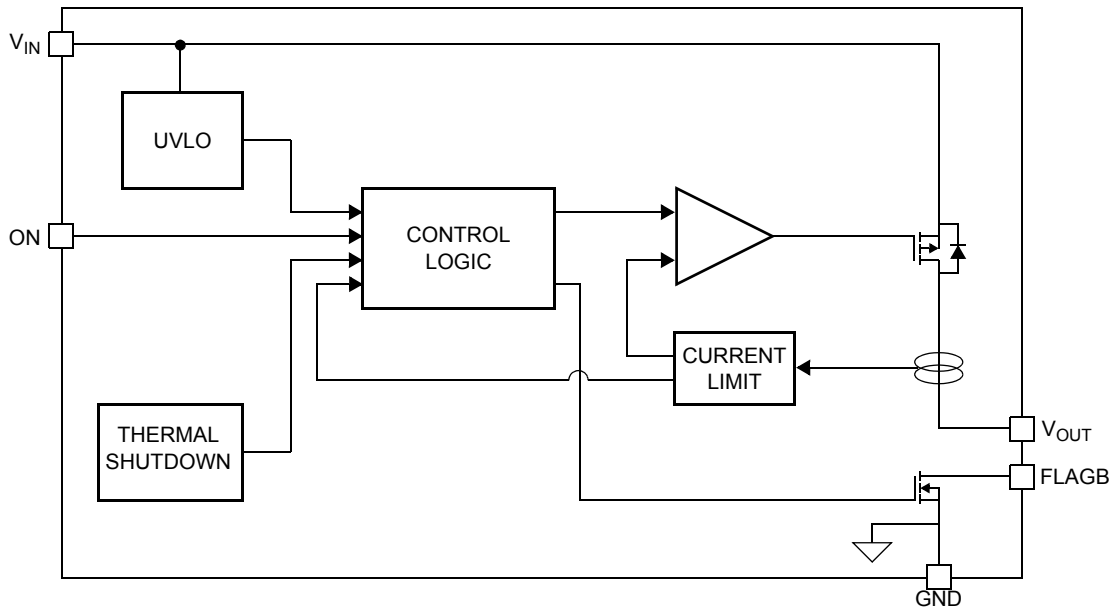 VIN
UVLO
ON
CONTROL
LOGIC
CURRENT
LIMIT
THERMAL
SHUTDOWN
VOUT
FLAGB
GND